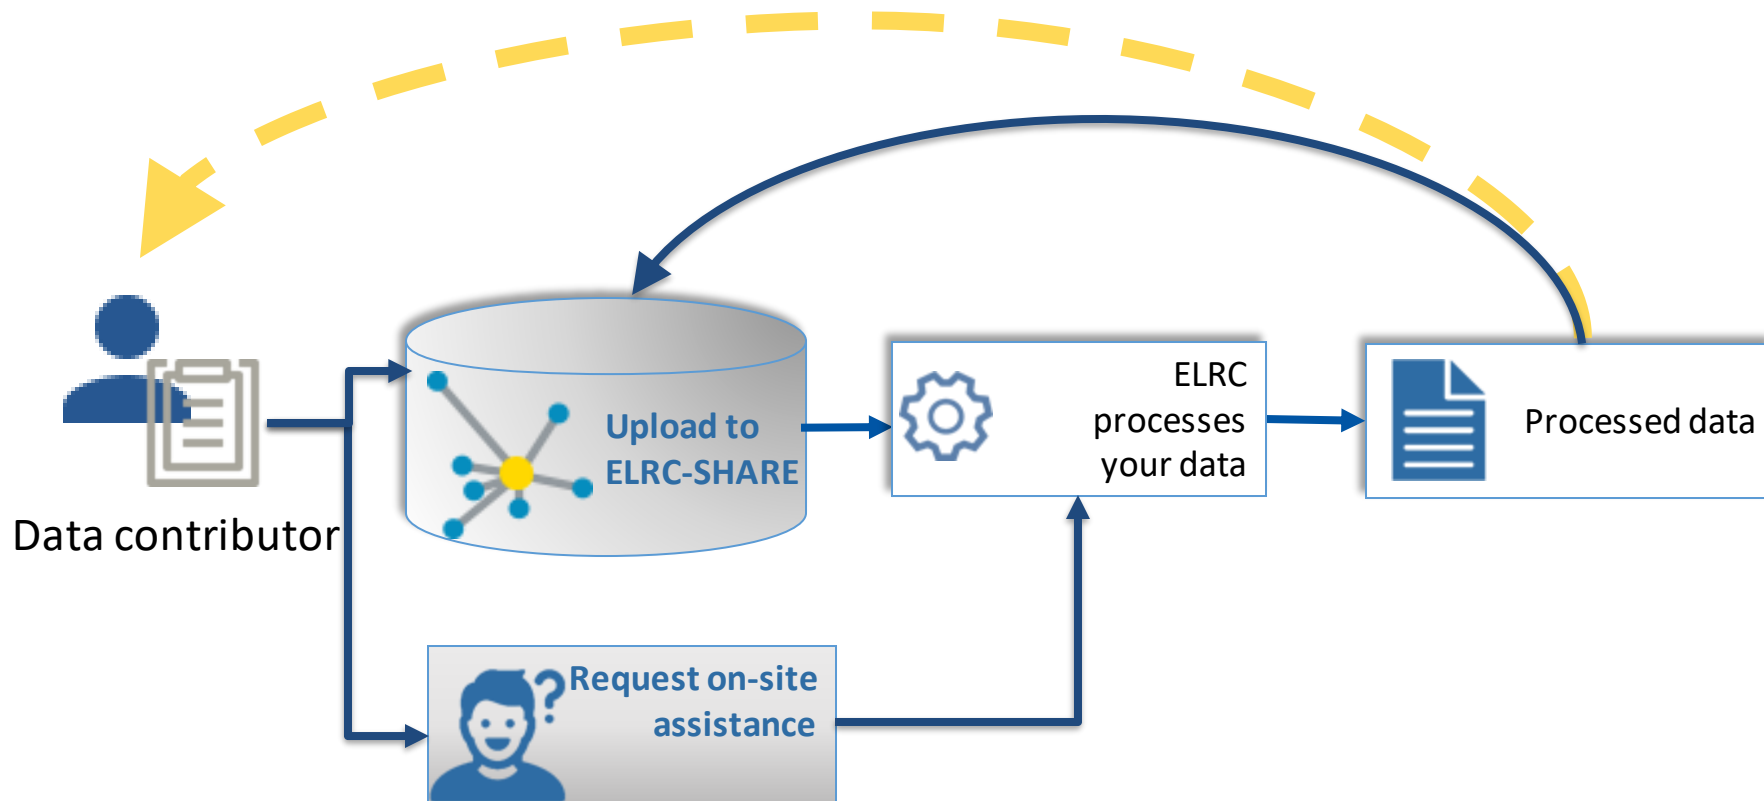 Data contributor
Upload to
ELRC-SHARE
Request on-site
assistance
ELRC
processes
your data
Processed data